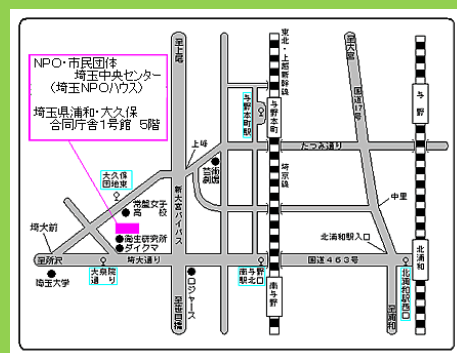 NPO・市民団体
埼玉中央センター
（埼玉NPOハウス）
埼玉県浦和・大久保
合同庁舎1号館 5階
至上尾
東北・上越新幹線
至大宮
国道17号
与野
与野本町駅
与野本町
たつみ通り
上峰
芸術劇場
埼京線
大久保
団地東
新大宮バイパス
常盤女子
高校
中里
埼大前
衛生研究所
ダイクマ
北浦和駅入口
北浦和
至所沢
埼大通り
国道463号
大泉院
通り
南与野
駅北口
南与野
北浦和駅西口
埼玉大学
ロジャース
至笹目橋
至浦和